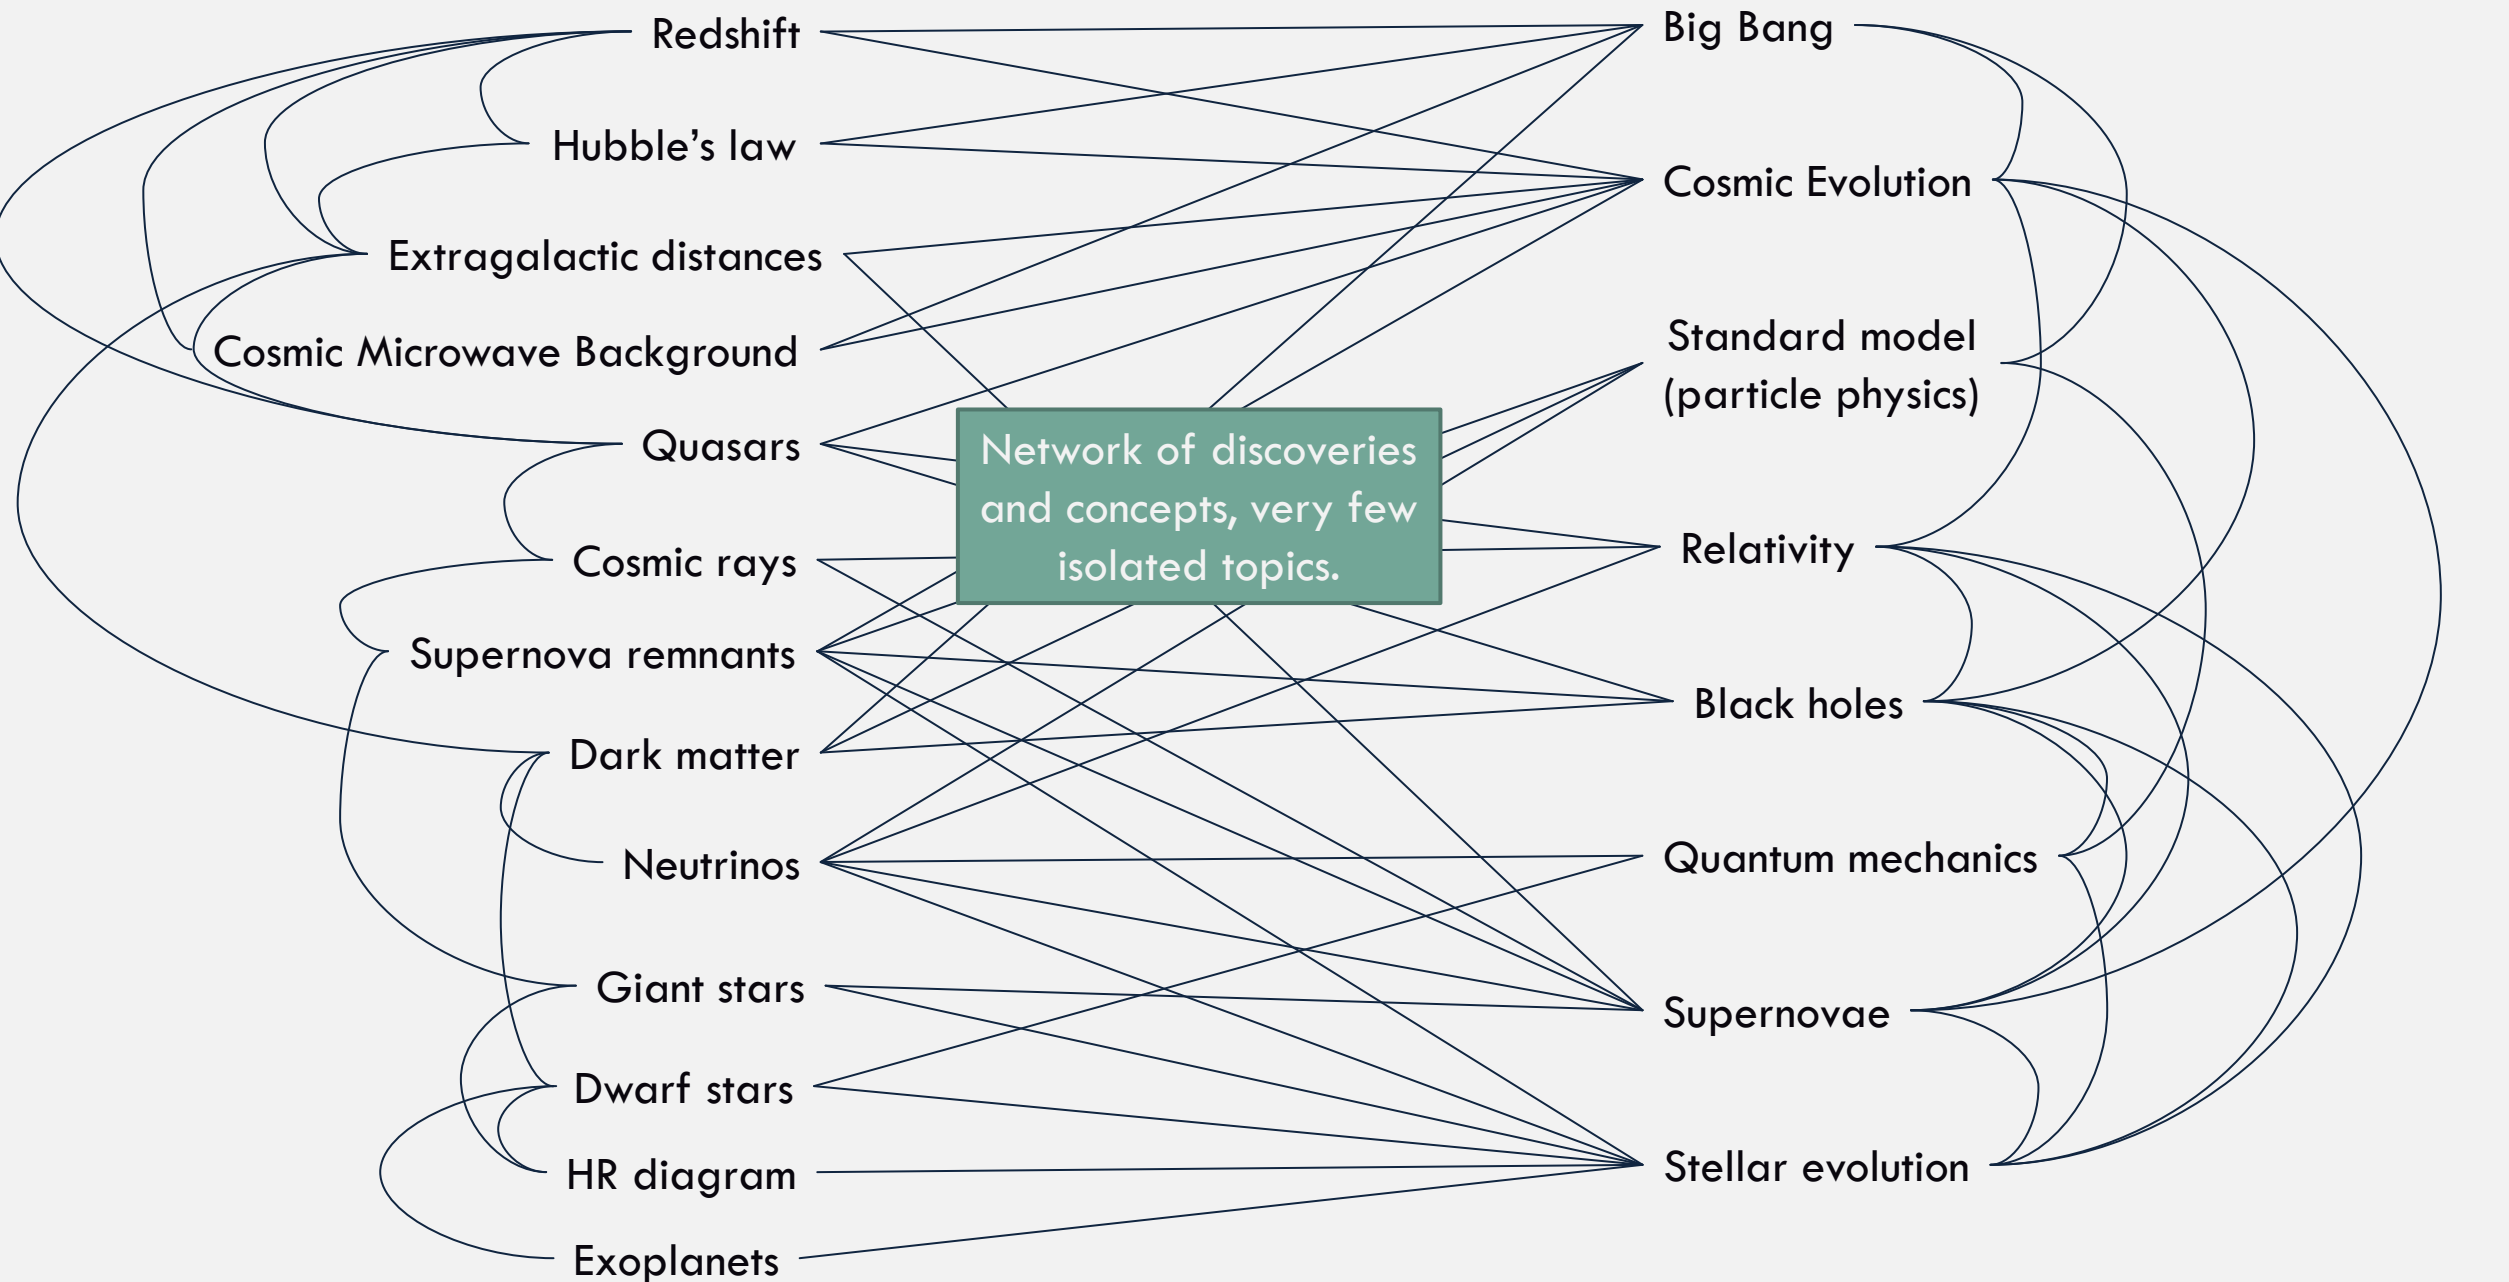 Redshift
Hubble’s law
Extragalactic distances
Cosmic Microwave Background
Quasars
Cosmic rays
Supernova remnants
Dark matter
Neutrinos
Giant stars
Dwarf stars
HR diagram
Exoplanets
Network of discoveries
and concepts, very few
isolated topics.
Big Bang
Cosmic Evolution
Standard model
(particle physics)
Relativity
Black holes
Quantum mechanics
Supernovae
Stellar evolution